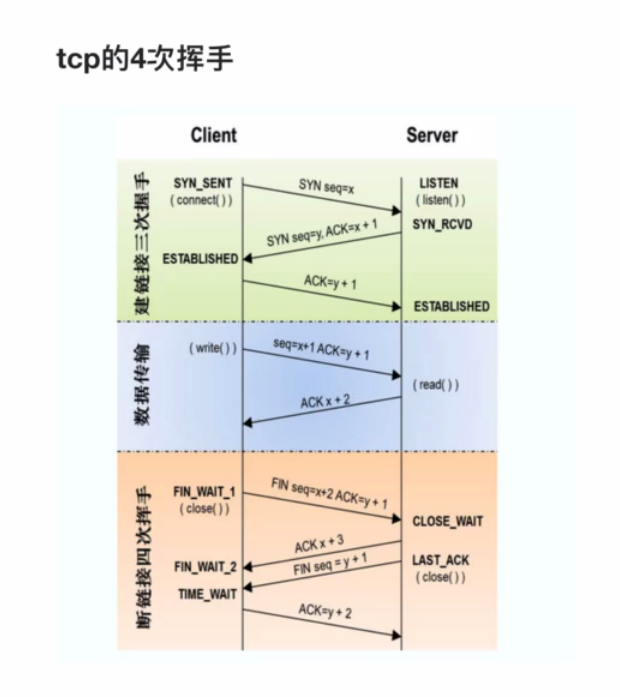 tcp的4次挥手
Client Server
建链接三次握手
SYN_SENT
(connect())
SYN seq=x
LISTEN
(listen())
SYN_RCVD
SYN seq=y, ACK=x + 1
ESTABLISHED
ACK=y + 1
ESTABLISHED
数据传输
(write())
seq=x+1 ACK=y + 1
(read())
ACK x + 2
断链接四次挥手
FIN_WAIT_1
(close())
FIN seq=x+2 ACK=y + 1
CLOSE_WAIT
ACK x + 3
FIN_WAIT_2
FIN seq = y + 1
LAST_ACK
(close())
TIME_WAIT
ACK=y + 2